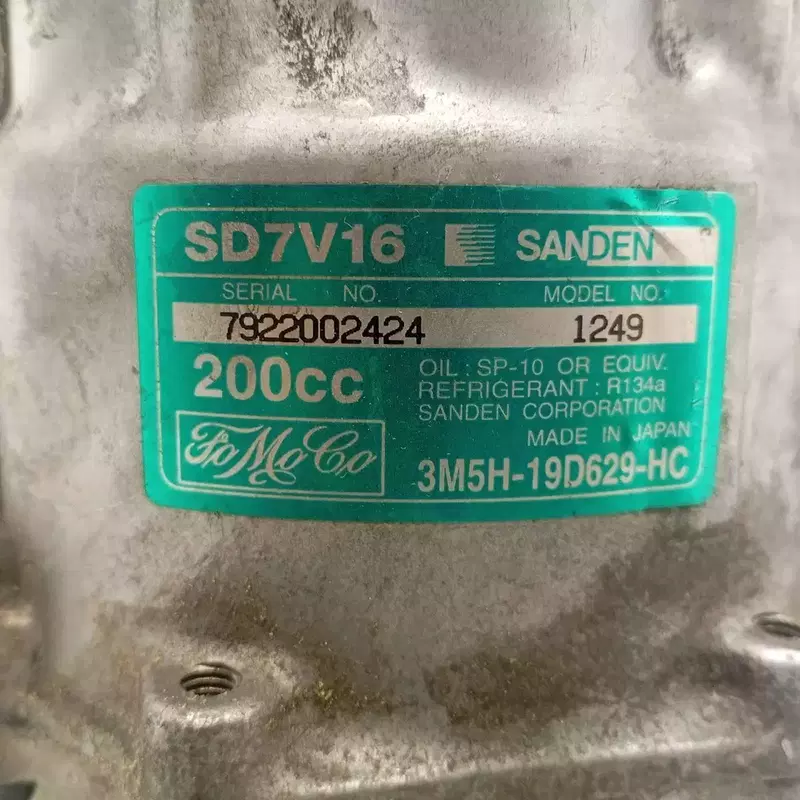 SD7V16 SANDEN
SERIAL NO. MODEL NO.
7922002424 1249
200cc
OIL : SP-10 OR EQUIV.
REFRIGERANT : R134a
SANDEN CORPORATION
MADE IN JAPAN
FoMoCo
3M5H-19D629-HC